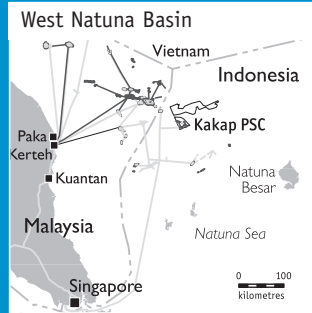 West Natuna Basin
Vietnam
Indonesia
Kakap PSC
Paka
Kerteh
Kuantan
Natuna
Besar
Malaysia
Natuna Sea
Singapore
0 100
kilometres